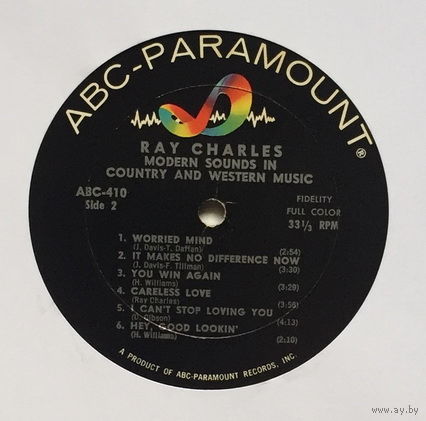 ABC-PARAMOUNT®
RAY CHARLES
MODERN SOUNDS IN
COUNTRY AND WESTERN MUSIC
ABC-410
Side 2
FIDELITY
FULL COLOR
33⅓ RPM
1. WORRIED MIND (2:54)
(J. Davis-T. Daffan)
2. IT MAKES NO DIFFERENCE NOW (3:30)
(J. Davis-F. Tillman)
3. YOU WIN AGAIN (3:29)
(H. Williams)
4. CARELESS LOVE (3:56)
(Ray Charles)
5. I CAN'T STOP LOVING YOU (4:13)
(D. Gibson)
6. HEY, GOOD LOOKIN' (2:10)
(H. Williams)
A PRODUCT OF ABC-PARAMOUNT RECORDS, INC.
www.ay.by